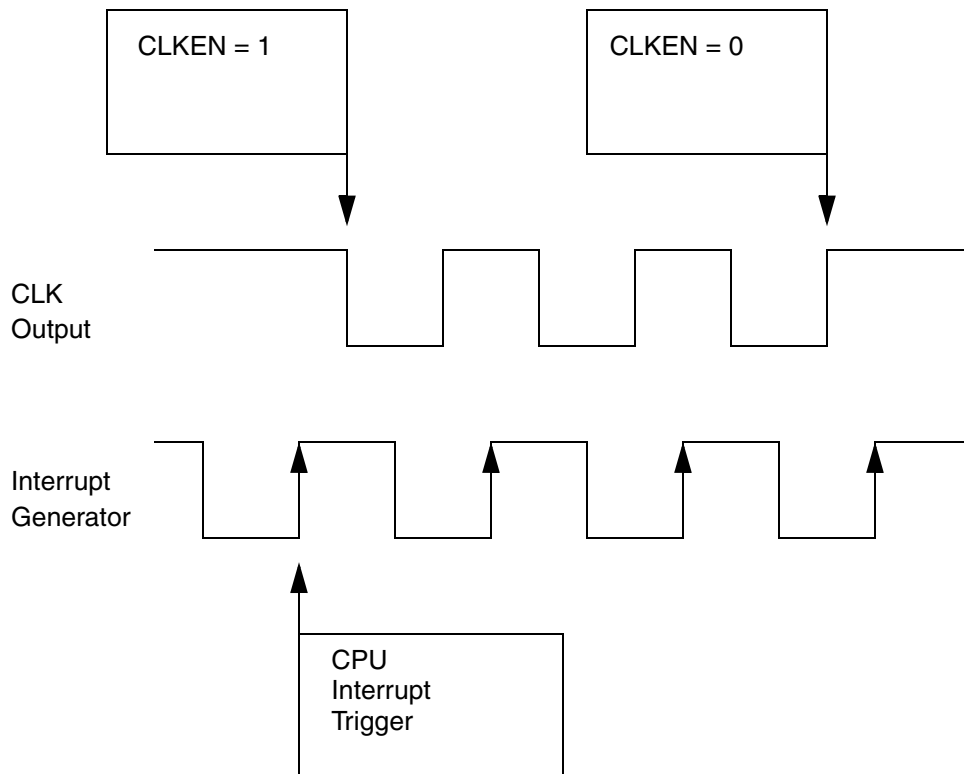 CLKEN = 1
CLKEN = 0
CLK
Output
Interrupt
Generator
CPU
Interrupt
Trigger